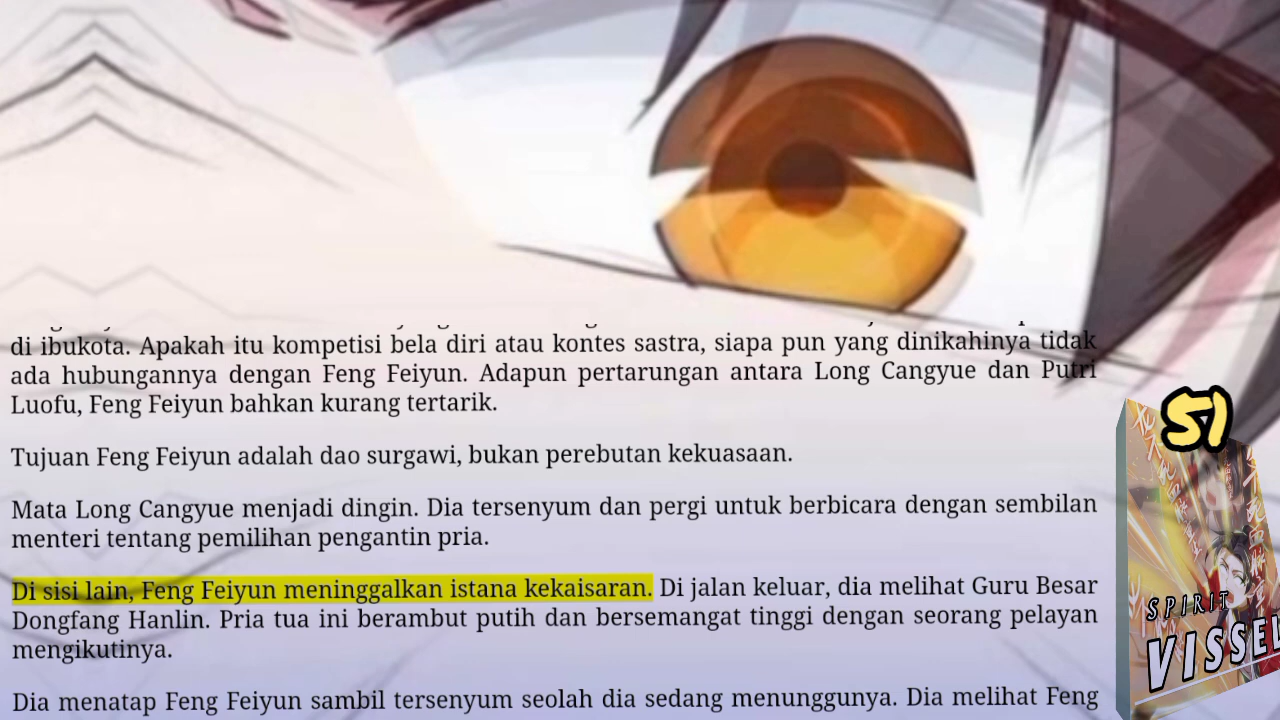 di ibukota. Apakah itu kompetisi bela diri atau kontes sastra, siapa pun yang dinikahinya tidak
ada hubungannya dengan Feng Feiyun. Adapun pertarungan antara Long Cangyue dan Putri
Luofu, Feng Feiyun bahkan kurang tertarik.
Tujuan Feng Feiyun adalah dao surgawi, bukan perebutan kekuasaan.
Mata Long Cangyue menjadi dingin. Dia tersenyum dan pergi untuk berbicara dengan sembilan
menteri tentang pemilihan pengantin pria.
Di sisi lain, Feng Feiyun meninggalkan istana kekaisaran. Di jalan keluar, dia melihat Guru Besar
Dongfang Hanlin. Pria tua ini berambut putih dan bersemangat tinggi dengan seorang pelayan
mengikutinya.
Dia menatap Feng Feiyun sambil tersenyum seolah dia sedang menunggunya. Dia melihat Feng
51
SPIRIT
VISSEL